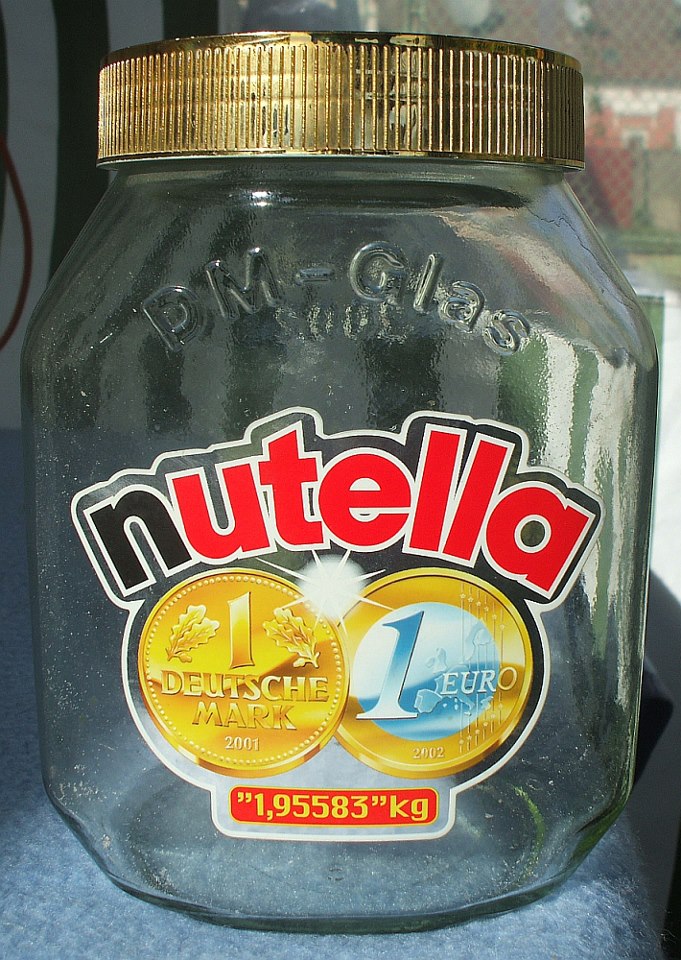 DM-Glas
nutella
1
DEUTSCHE
MARK
2001
1
EURO
2002
"1,95583"kg